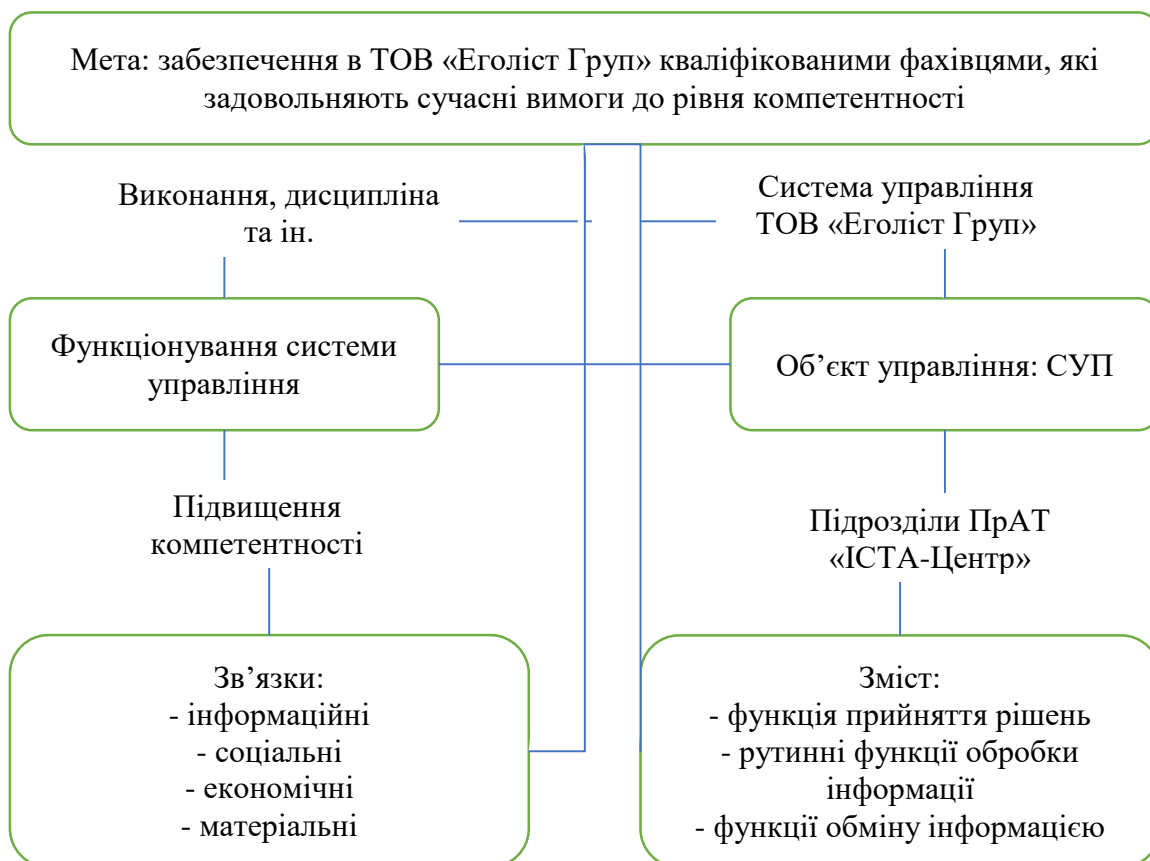 Мета: забезпечення в ТОВ «Еголіст Груп» кваліфікованими фахівцями, які
задовольняють сучасні вимоги до рівня компетентності
Виконання, дисципліна
та ін.
Система управління
ТОВ «Еголіст Груп»
Функціонування системи
управління
Об’єкт управління: СУП
Підвищення
компетентності
Підрозділи ПрАТ
«ІСТА-Центр»
Зв’язки:
- інформаційні
- соціальні
- економічні
- матеріальні
Зміст:
- функція прийняття рішень
- рутинні функції обробки
інформації
- функції обміну інформацією